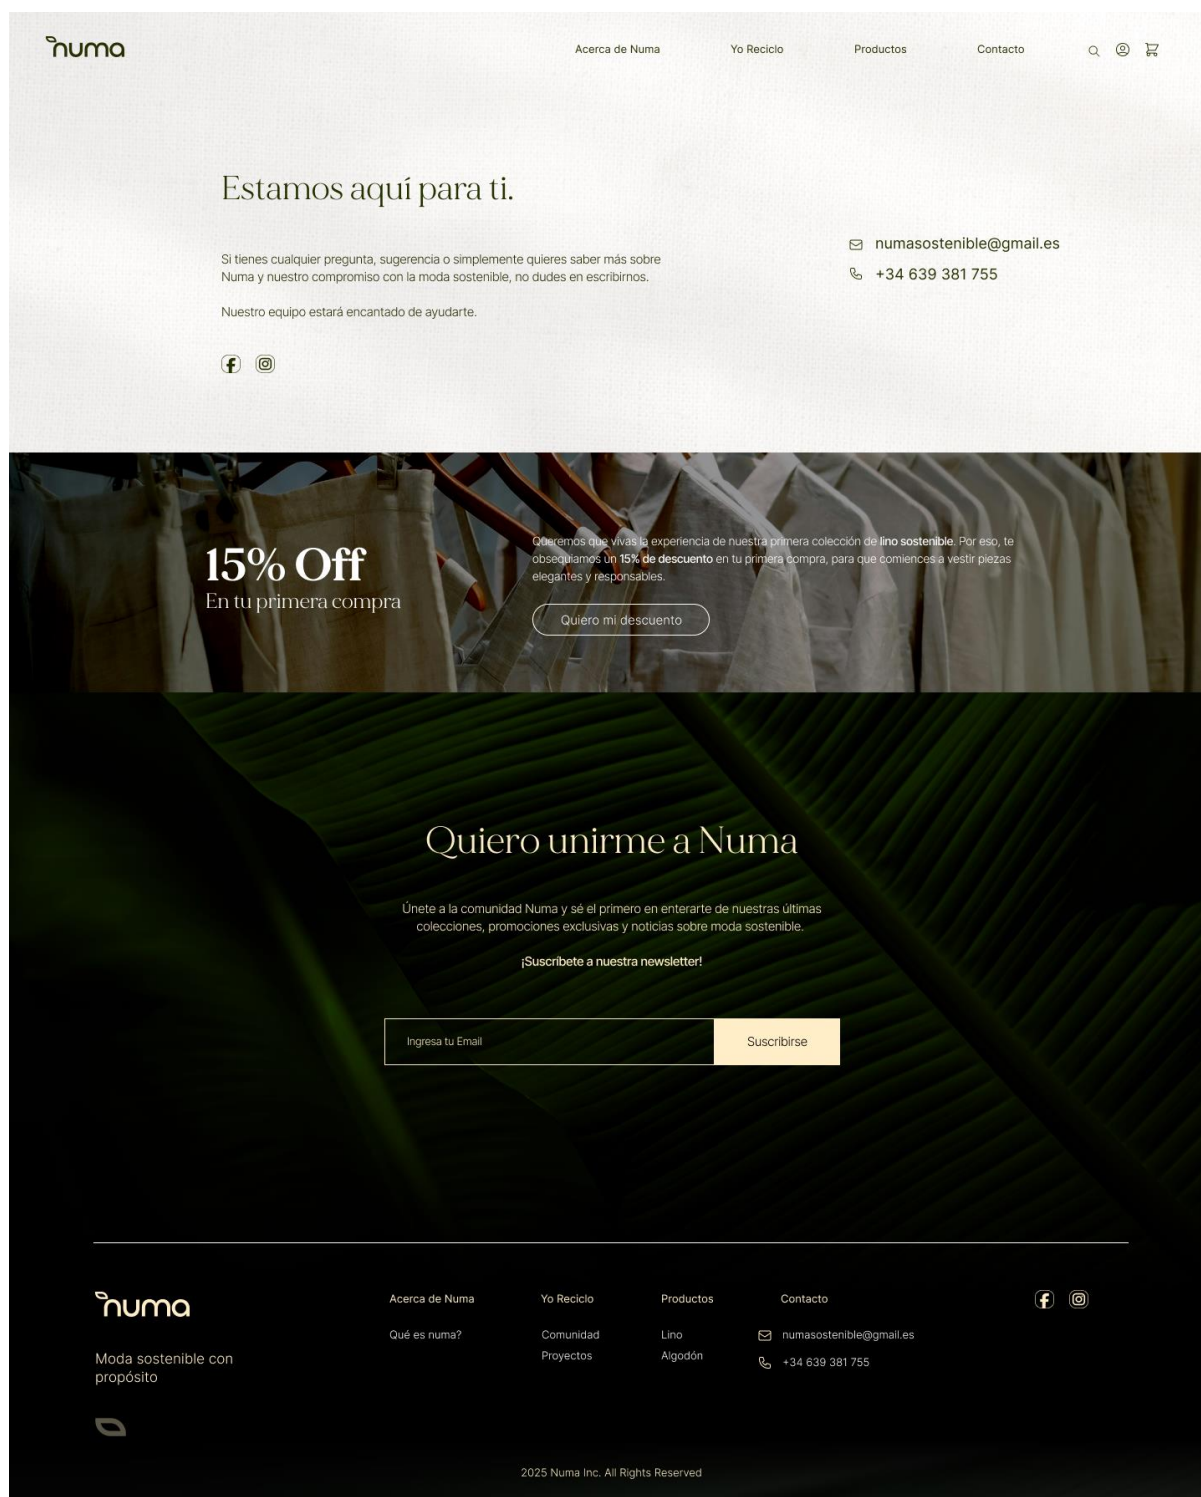 numa
Acerca de Numa
Yo Reciclo
Productos
Contacto
Estamos aquí para ti.
Si tienes cualquier pregunta, sugerencia o simplemente quieres saber más sobre
Numa y nuestro compromiso con la moda sostenible, no dudes en escribirnos.
Nuestro equipo estará encantado de ayudarte.
numasostenible@gmail.es
+34 639 381 755
15% Off
En tu primera compra
Queremos que vivas la experiencia de nuestra primera colección de lino sostenible. Por eso, te
obsequiamos un 15% de descuento en tu primera compra, para que comiences a vestir piezas
elegantes y responsables.
Quiero mi descuento
Quiero unirme a Numa
Únete a la comunidad Numa y sé el primero en enterarte de nuestras últimas
colecciones, promociones exclusivas y noticias sobre moda sostenible.
¡Suscríbete a nuestra newsletter!
Ingresa tu Email
Suscribirse
numa
Moda sostenible con
propósito
Acerca de Numa
Qué es numa?
Yo Reciclo
Comunidad
Proyectos
Productos
Lino
Algodón
Contacto
numasostenible@gmail.es
+34 639 381 755
2025 Numa Inc. All Rights Reserved